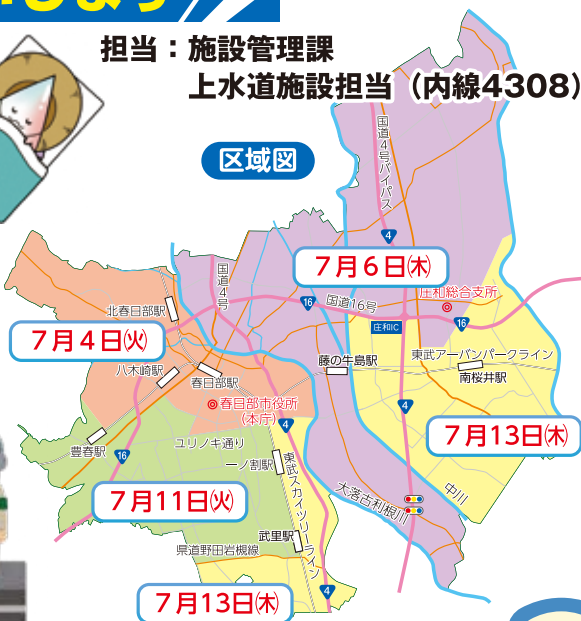 します
担当：施設管理課
上水道施設担当（内線4308）
区域図
国道4号バイパス
4
7月6日㈭
国道4号
庄和総合支所
16
国道16号
北春日部駅
16
庄和IC
7月4日㈫
藤の牛島駅
東武アーバンパークライン
八木崎駅
春日部駅
南桜井駅
春日部市役所
（本庁）
4
4
7月13日㈭
豊春駅
16
ユリノキ通り
一ノ割駅
東武スカイツリーライン
7月11日㈫
大落古利根川
中川
武里駅
県道野田岩槻線
7月13日㈭
4